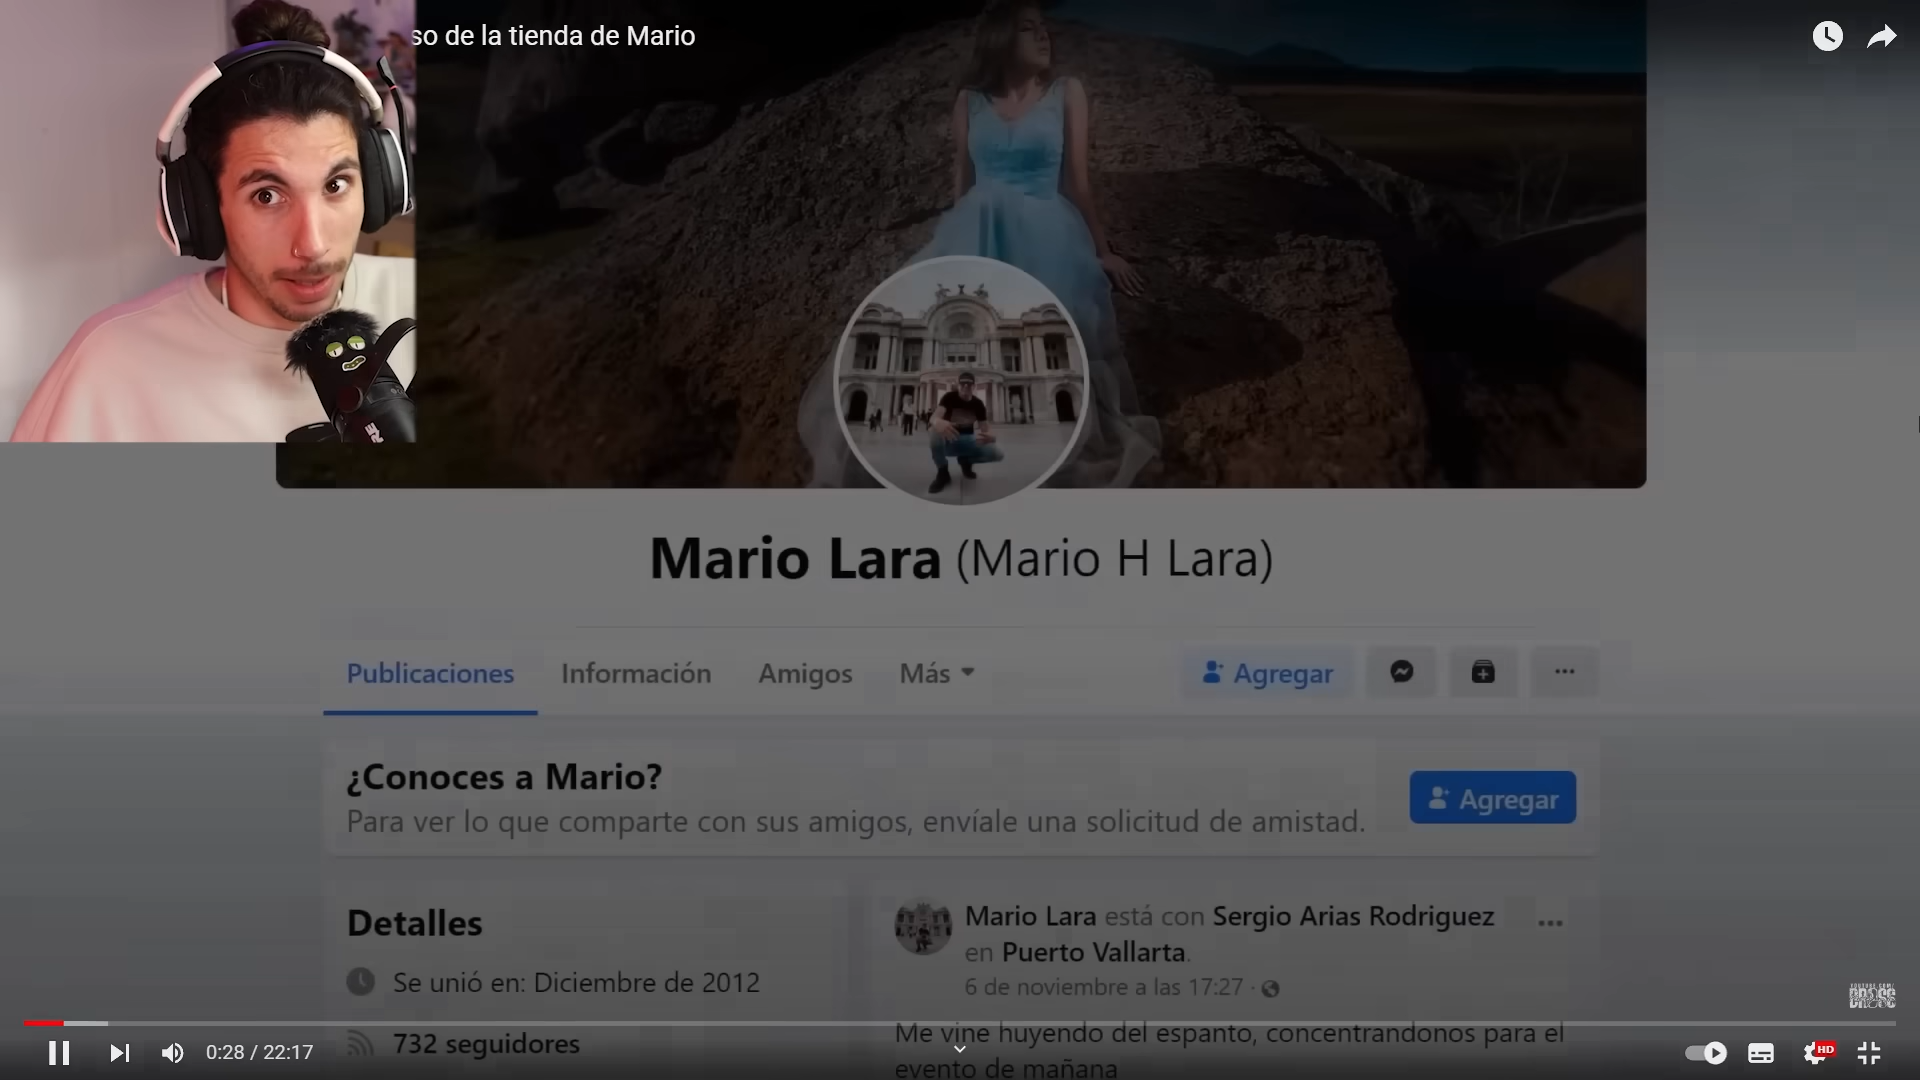 so de la tienda de Mario
Mario Lara (Mario H Lara)
Publicaciones Información Amigos Más Agregar
¿Conoces a Mario?
Para ver lo que comparte con sus amigos, envíale una solicitud de amistad.
Agregar
Detalles
Se unió en: Diciembre de 2012
732 seguidores
Mario Lara está con Sergio Arias Rodriguez
en Puerto Vallarta.
6 de noviembre a las 17:27 ·
Me vine huyendo del espanto, concentrandonos para el
evento de mañana
0:28 / 22:17
HD